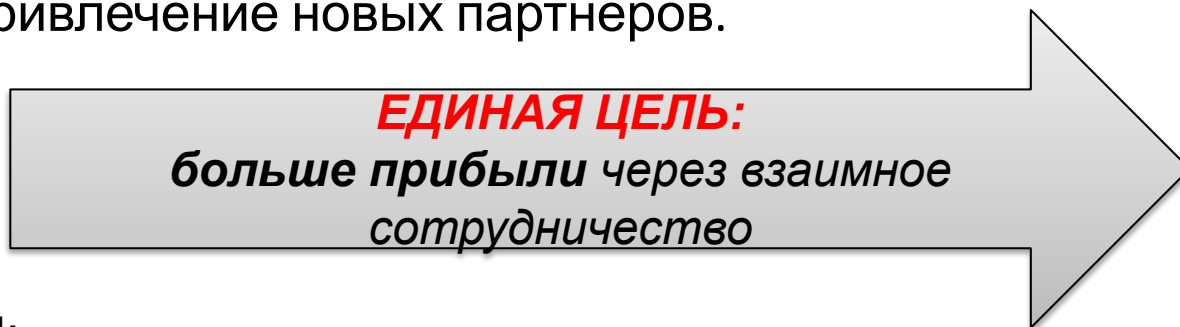 ривлечение новых партнеров.
ЕДИНАЯ ЦЕЛЬ:
больше прибыли через взаимное
сотрудничество